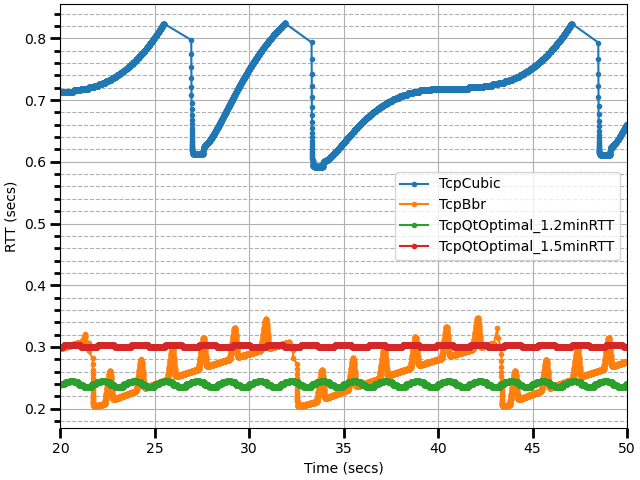 0.8
0.7
0.6
0.5
0.4
0.3
0.2
RTT (secs)
TcpCubic
TcpBbr
TcpQtOptimal_1.2minRTT
TcpQtOptimal_1.5minRTT
20 25 30 35 40 45 50
Time (secs)